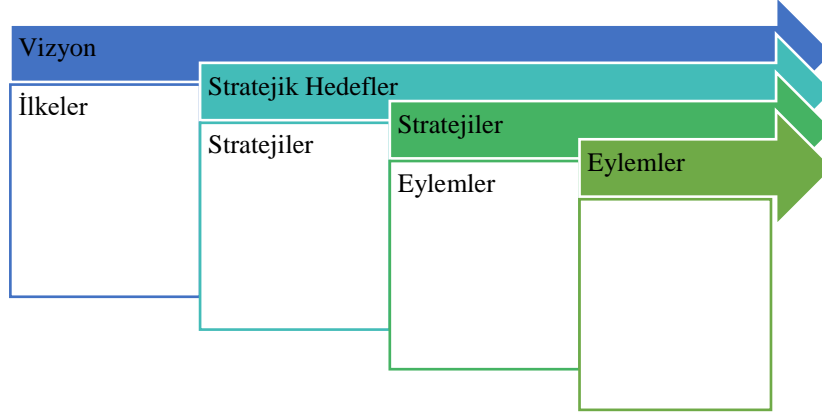 Vizyon
İlkeler
Stratejik Hedefler
Stratejiler
Stratejiler
Eylemler
Eylemler